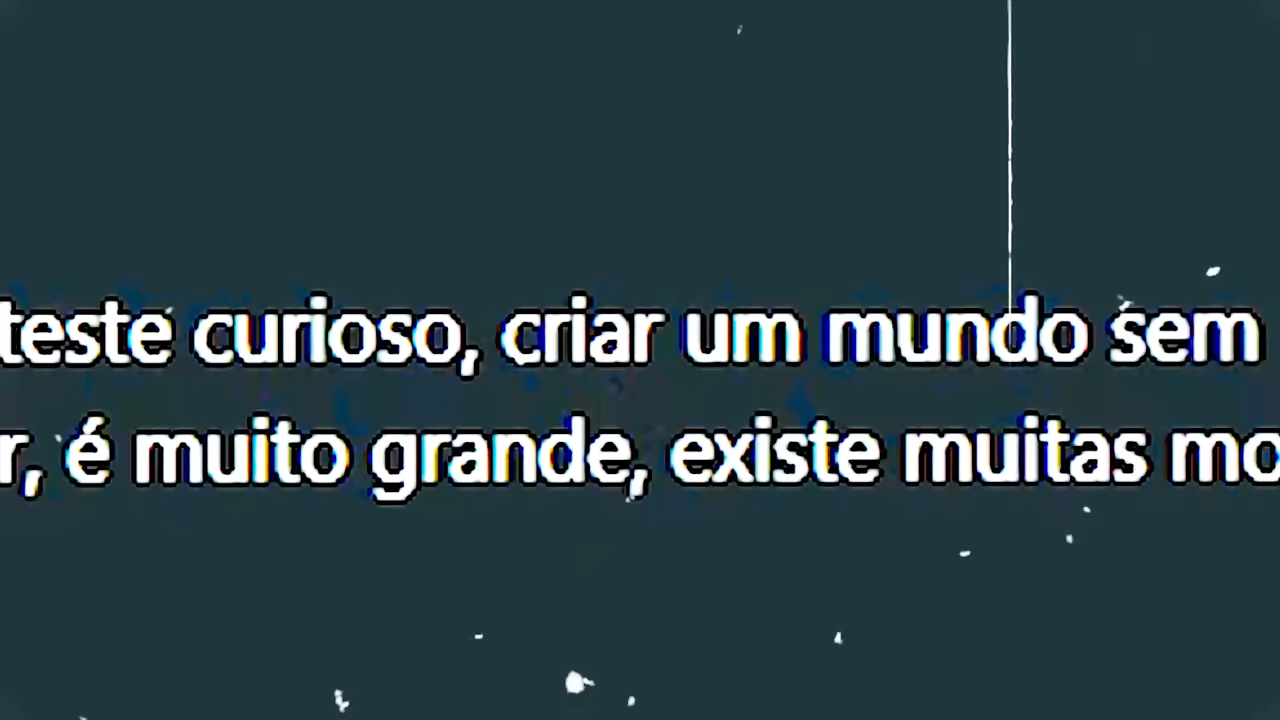 teste curioso, criar um mundo sem
r, é muito grande, existe muitas mo